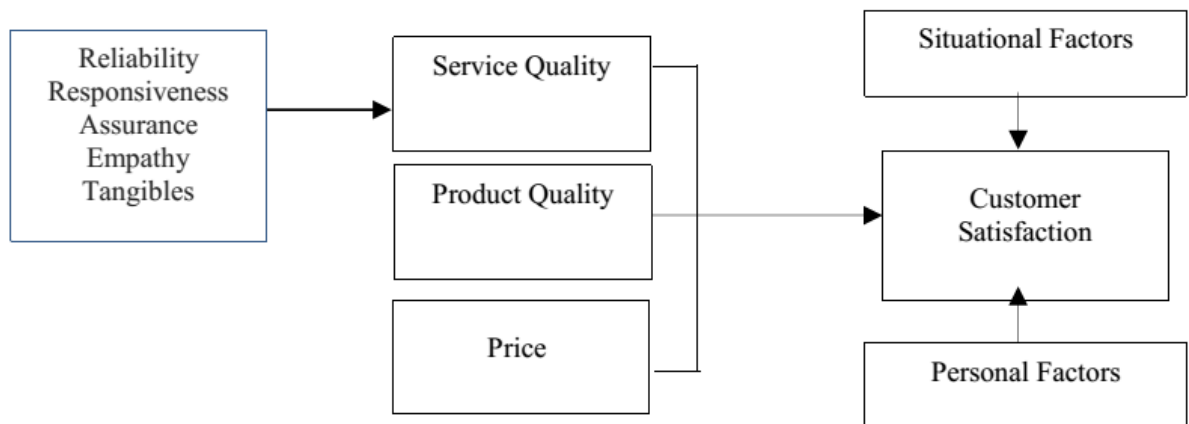 Reliability
Responsiveness
Assurance
Empathy
Tangibles
Service Quality
Product Quality
Price
Situational Factors
Customer
Satisfaction
Personal Factors